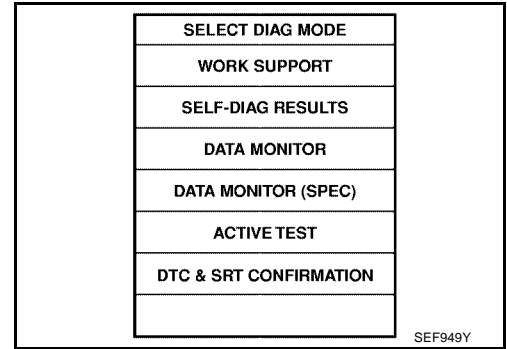 SELECT DIAG MODE
WORK SUPPORT
SELF-DIAG RESULTS
DATA MONITOR
DATA MONITOR (SPEC)
ACTIVE TEST
DTC & SRT CONFIRMATION
SEF949Y